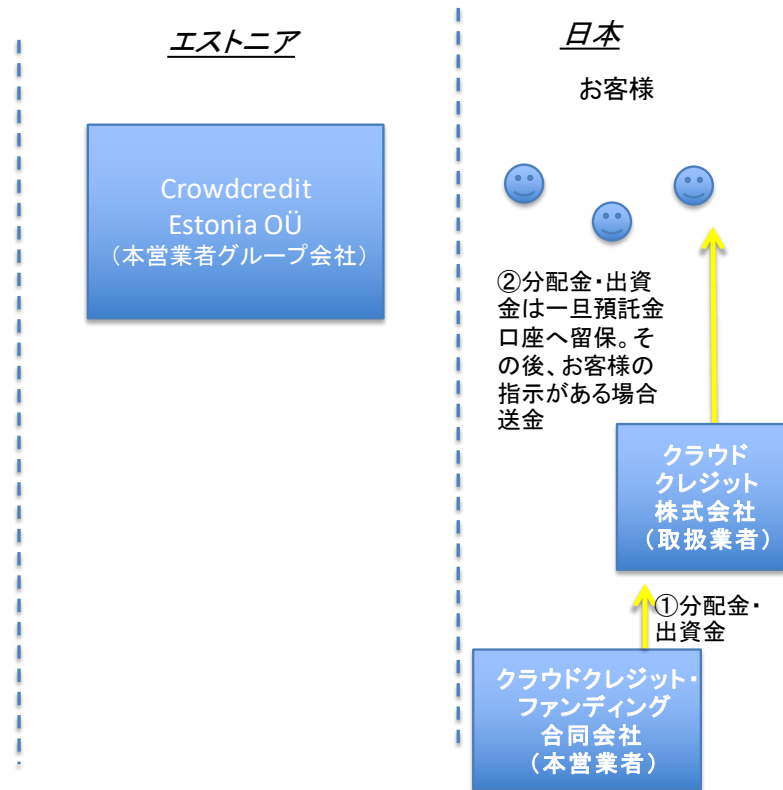 エストニア
Crowdcredit
Estonia OÜ
（本営業者グループ会社）
日本
お客様
②分配金・出資
金は一旦預託金
口座へ留保。そ
の後、お客様の
指示がある場合
送金
クラウド
クレジット
株式会社
（取扱業者）
①分配金・
出資金
クラウドクレジット・
ファンディング
合同会社
（本営業者）